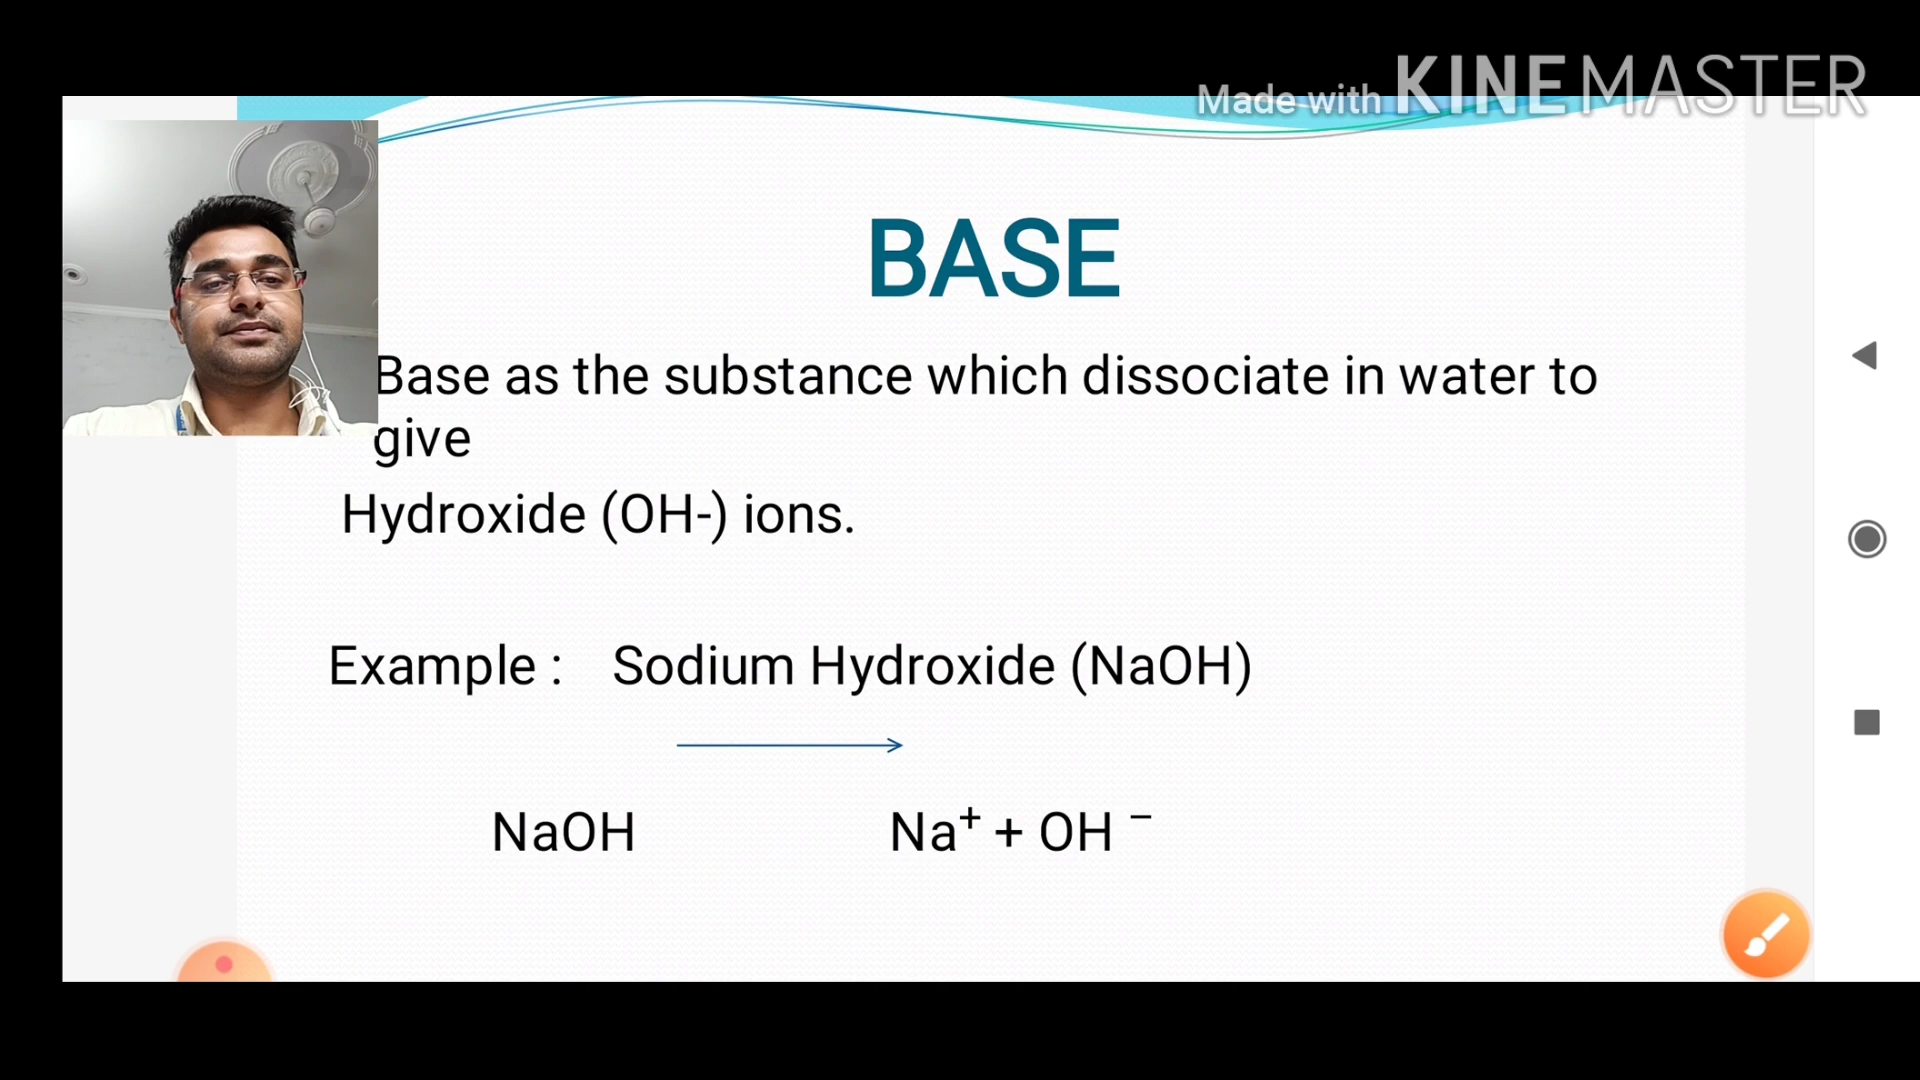 Made with KINEMASTER
BASE
Base as the substance which dissociate in water to
give
Hydroxide (OH-) ions.
Example : Sodium Hydroxide (NaOH)
NaOH Na⁺ + OH ⁻